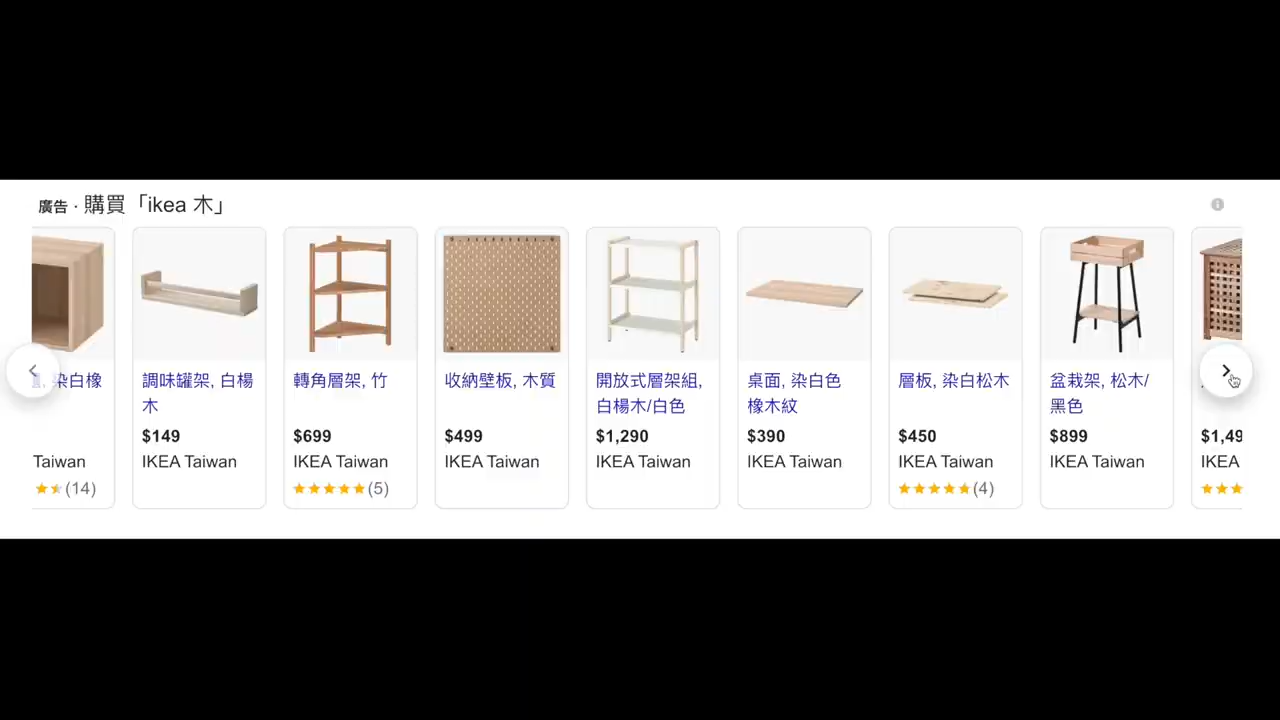 廣告 · 購買「ikea 木」
染白橡
Taiwan
(14)
調味罐架, 白楊
木
$149
IKEA Taiwan
轉角層架, 竹
$699
IKEA Taiwan
(5)
收納壁板, 木質
$499
IKEA Taiwan
開放式層架組,
白楊木/白色
$1,290
IKEA Taiwan
桌面, 染白色
橡木紋
$390
IKEA Taiwan
層板, 染白松木
$450
IKEA Taiwan
(4)
盆栽架, 松木/
黑色
$899
IKEA Taiwan
$1,49
IKEA